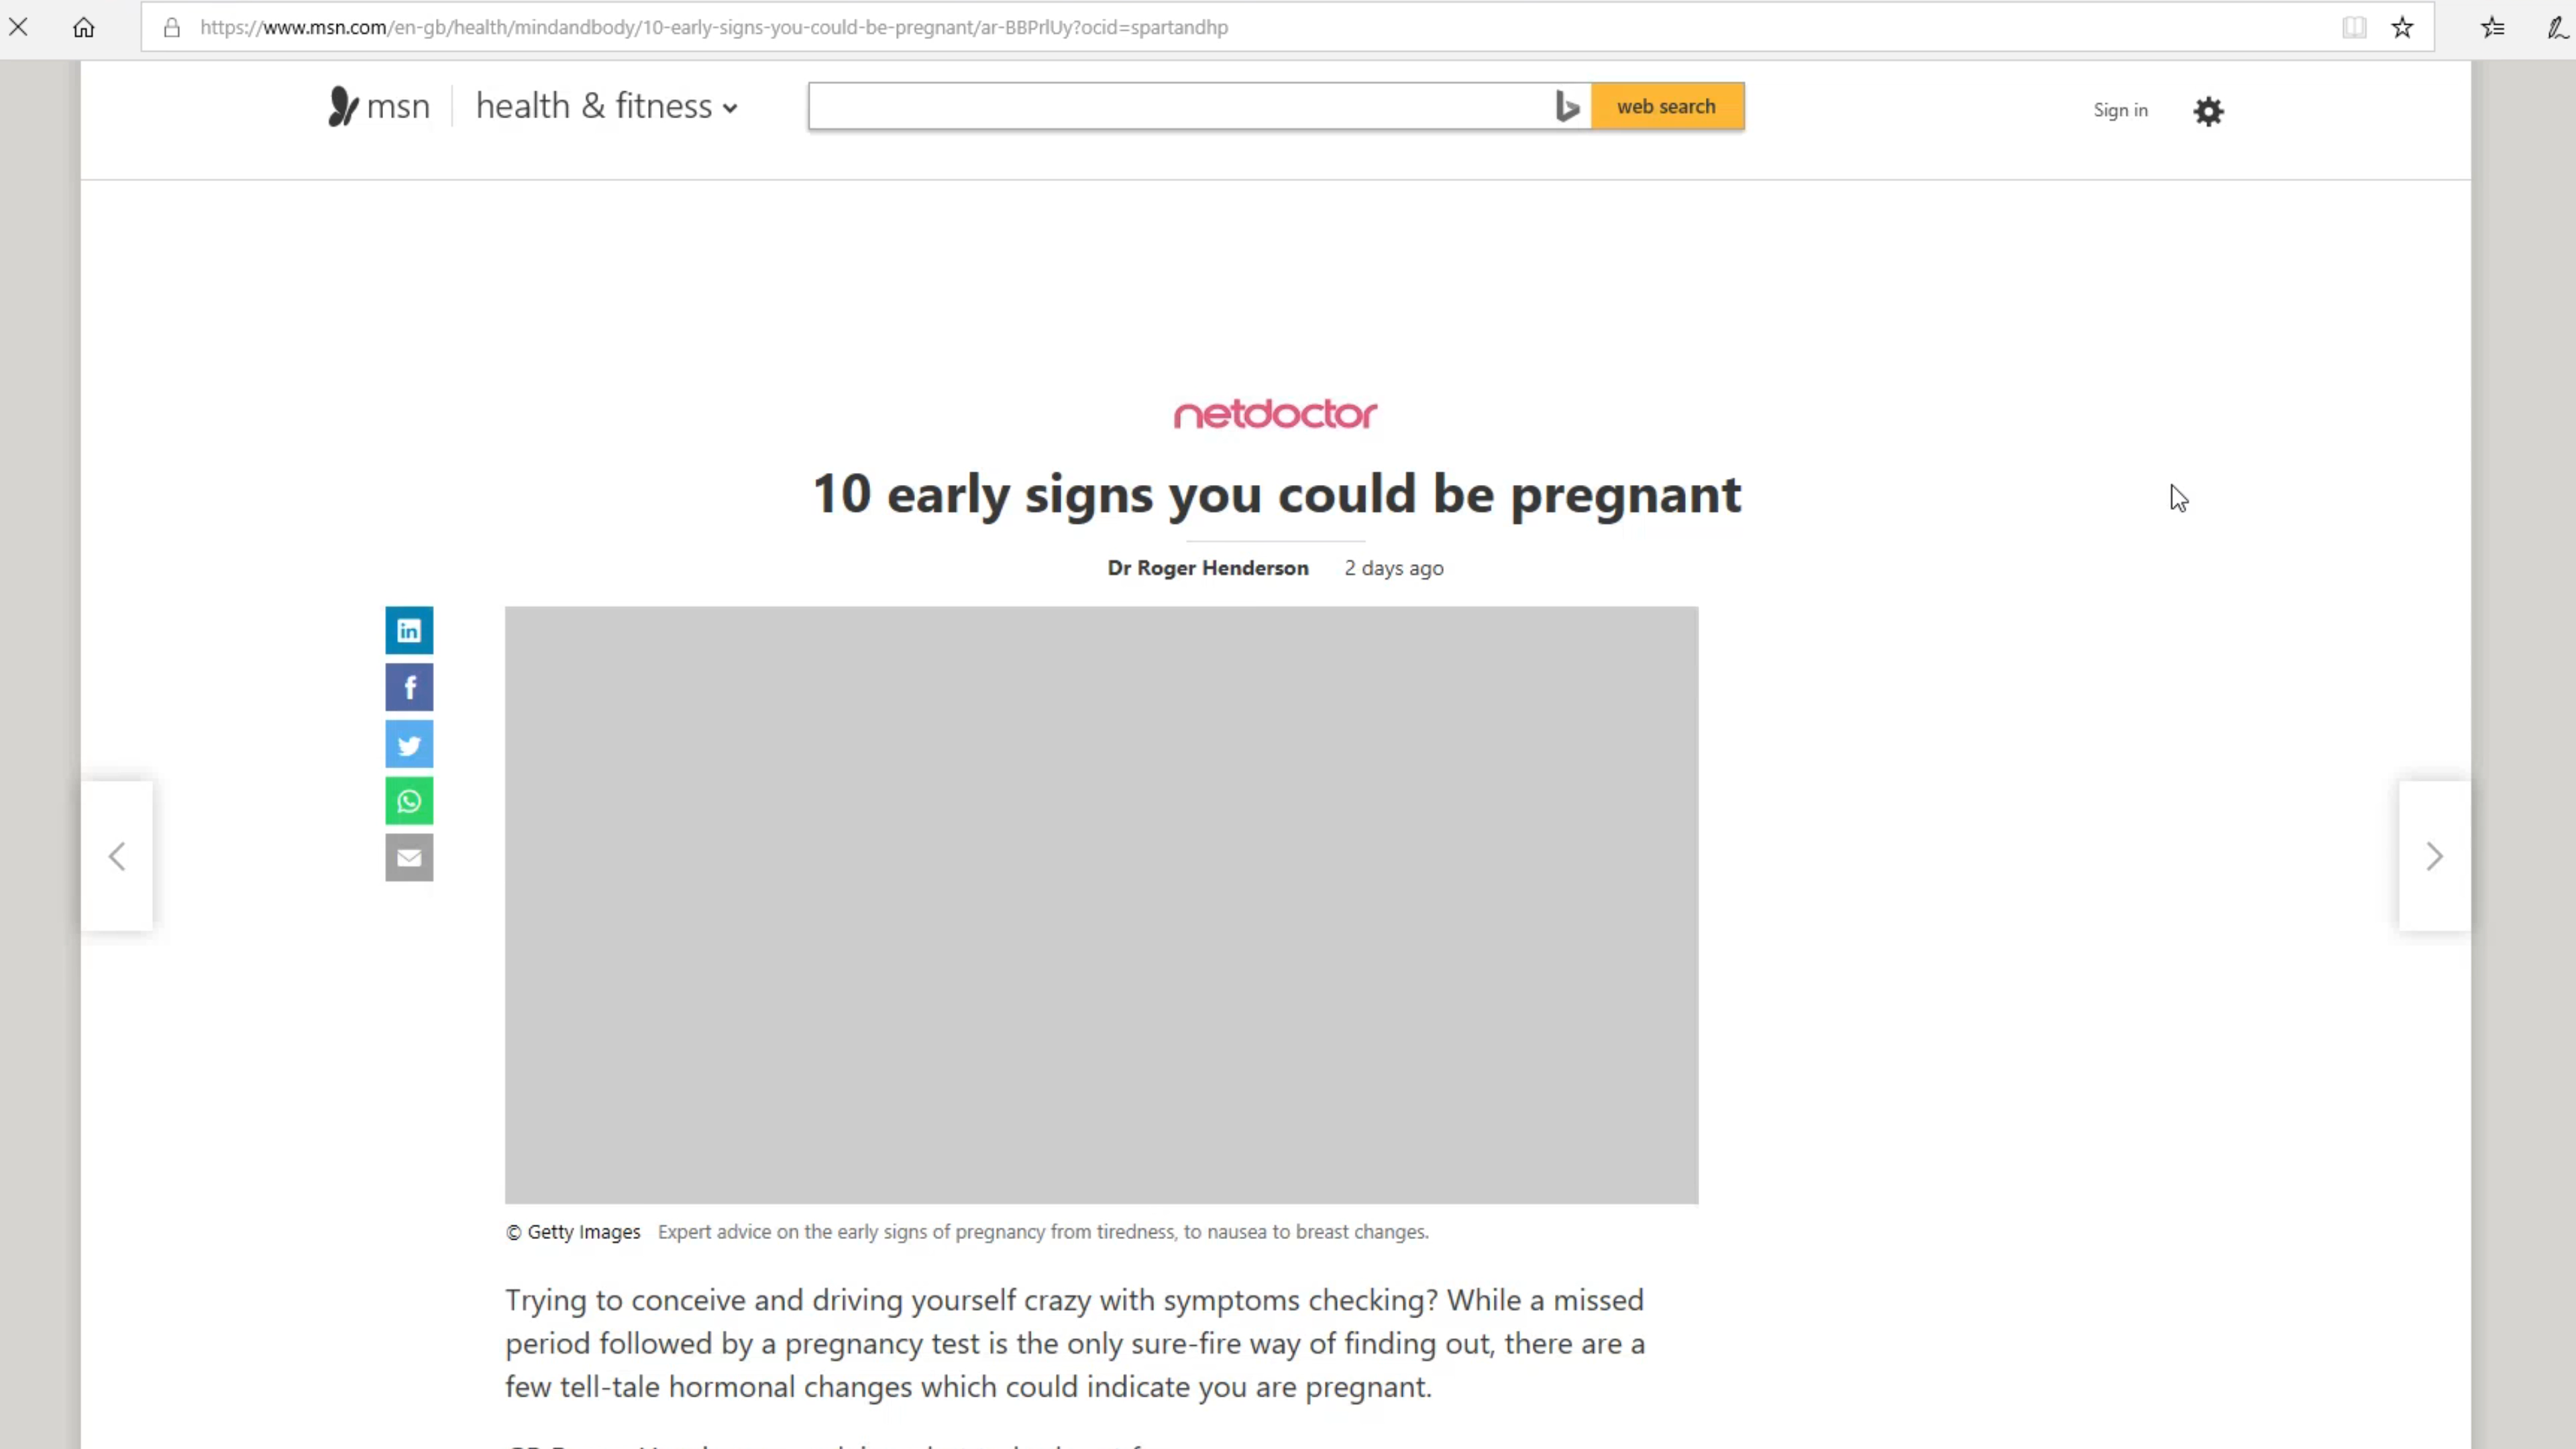 https://www.msn.com/en-gb/health/mindandbody/10-early-signs-you-could-be-pregnant/ar-BBPrlUy?ocid=spartandhp
msn health & fitness web search Sign in
netdoctor
10 early signs you could be pregnant
Dr Roger Henderson 2 days ago
© Getty Images Expert advice on the early signs of pregnancy from tiredness, to nausea to breast changes.
Trying to conceive and driving yourself crazy with symptoms checking? While a missed
period followed by a pregnancy test is the only sure-fire way of finding out, there are a
few tell-tale hormonal changes which could indicate you are pregnant.